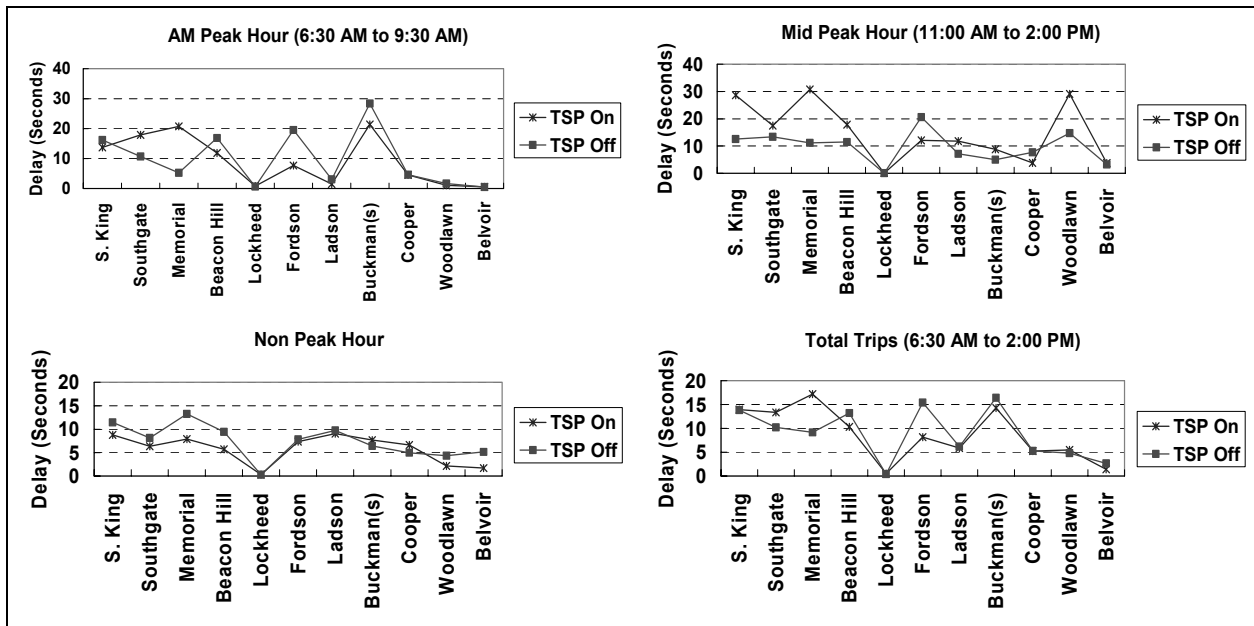 AM Peak Hour (6:30 AM to 9:30 AM)
Delay (Seconds)
40
30
20
10
0
S. King
Southgate
Memorial
Beacon Hill
Lockheed
Fordson
Ladson
Buckman(s)
Cooper
Woodlawn
Belvoir
TSP On
TSP Off
Mid Peak Hour (11:00 AM to 2:00 PM)
Delay (Seconds)
40
30
20
10
0
S. King
Southgate
Memorial
Beacon Hill
Lockheed
Fordson
Ladson
Buckman(s)
Cooper
Woodlawn
Belvoir
TSP On
TSP Off
Non Peak Hour
Delay (Seconds)
20
15
10
5
0
S. King
Southgate
Memorial
Beacon Hill
Lockheed
Fordson
Ladson
Buckman(s)
Cooper
Woodlawn
Belvoir
TSP On
TSP Off
Total Trips (6:30 AM to 2:00 PM)
Delay (Seconds)
20
15
10
5
0
S. King
Southgate
Memorial
Beacon Hill
Lockheed
Fordson
Ladson
Buckman(s)
Cooper
Woodlawn
Belvoir
TSP On
TSP Off